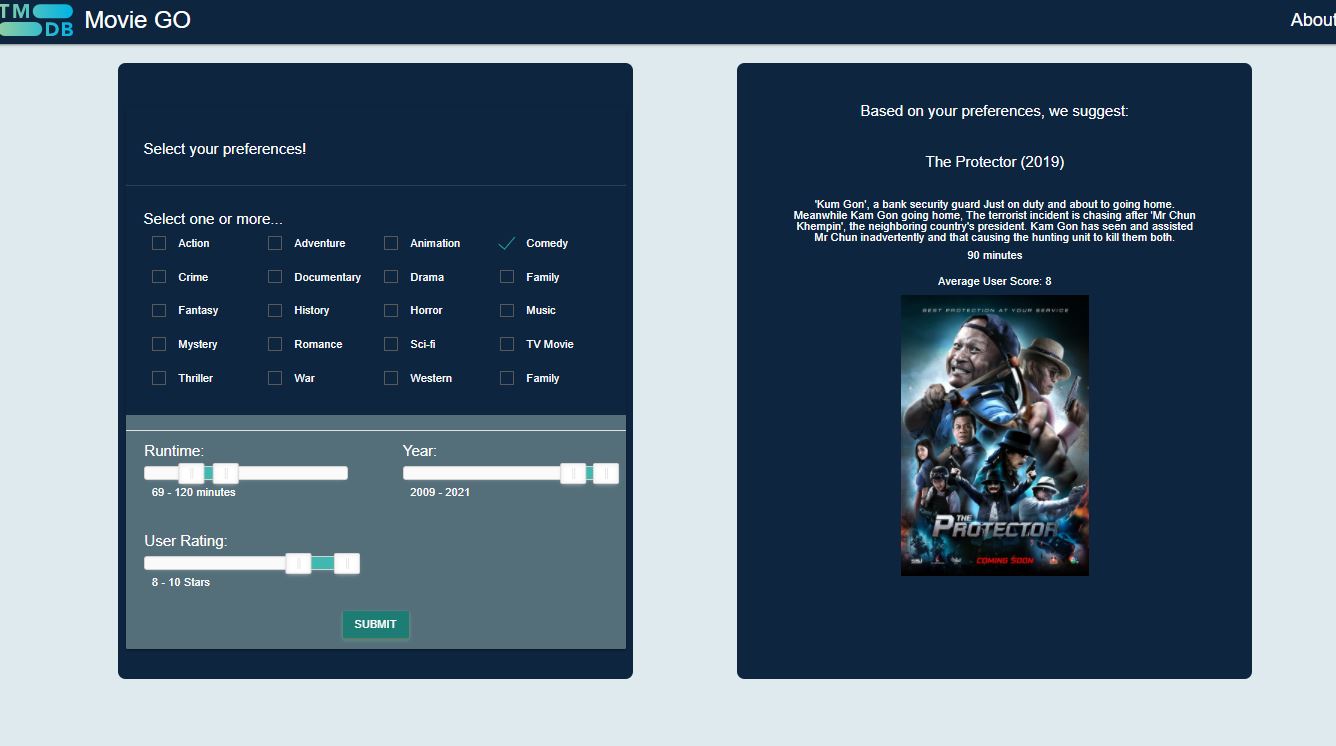 TM
DB
Movie GO
About
Select your preferences!
Select one or more...
Action Adventure Animation Comedy
Crime Documentary Drama Family
Fantasy History Horror Music
Mystery Romance Sci-fi TV Movie
Thriller War Western Family
Runtime: Year:
69 - 120 minutes 2009 - 2021
User Rating:
8 - 10 Stars
SUBMIT
Based on your preferences, we suggest:
The Protector (2019)
'Kum Gon', a bank security guard Just on duty and about to going home.
Meanwhile Kam Gon going home, The terrorist incident is chasing after 'Mr Chun
Khempin', the neighboring country's president. Kam Gon has seen and assisted
Mr Chun inadvertently and that causing the hunting unit to kill them both.
90 minutes
Average User Score: 8
BEST PROTECTION AT YOUR SERVICE
THE
PROTECTOR
COMING SOON